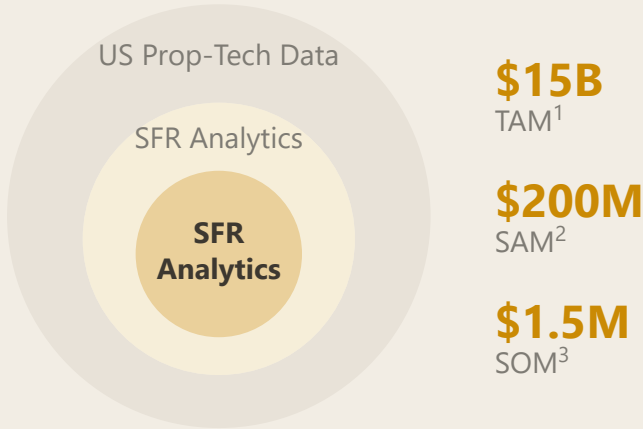 US Prop-Tech Data
SFR Analytics
SFR
Analytics
$15B
TAM¹
$200M
SAM²
$1.5M
SOM³